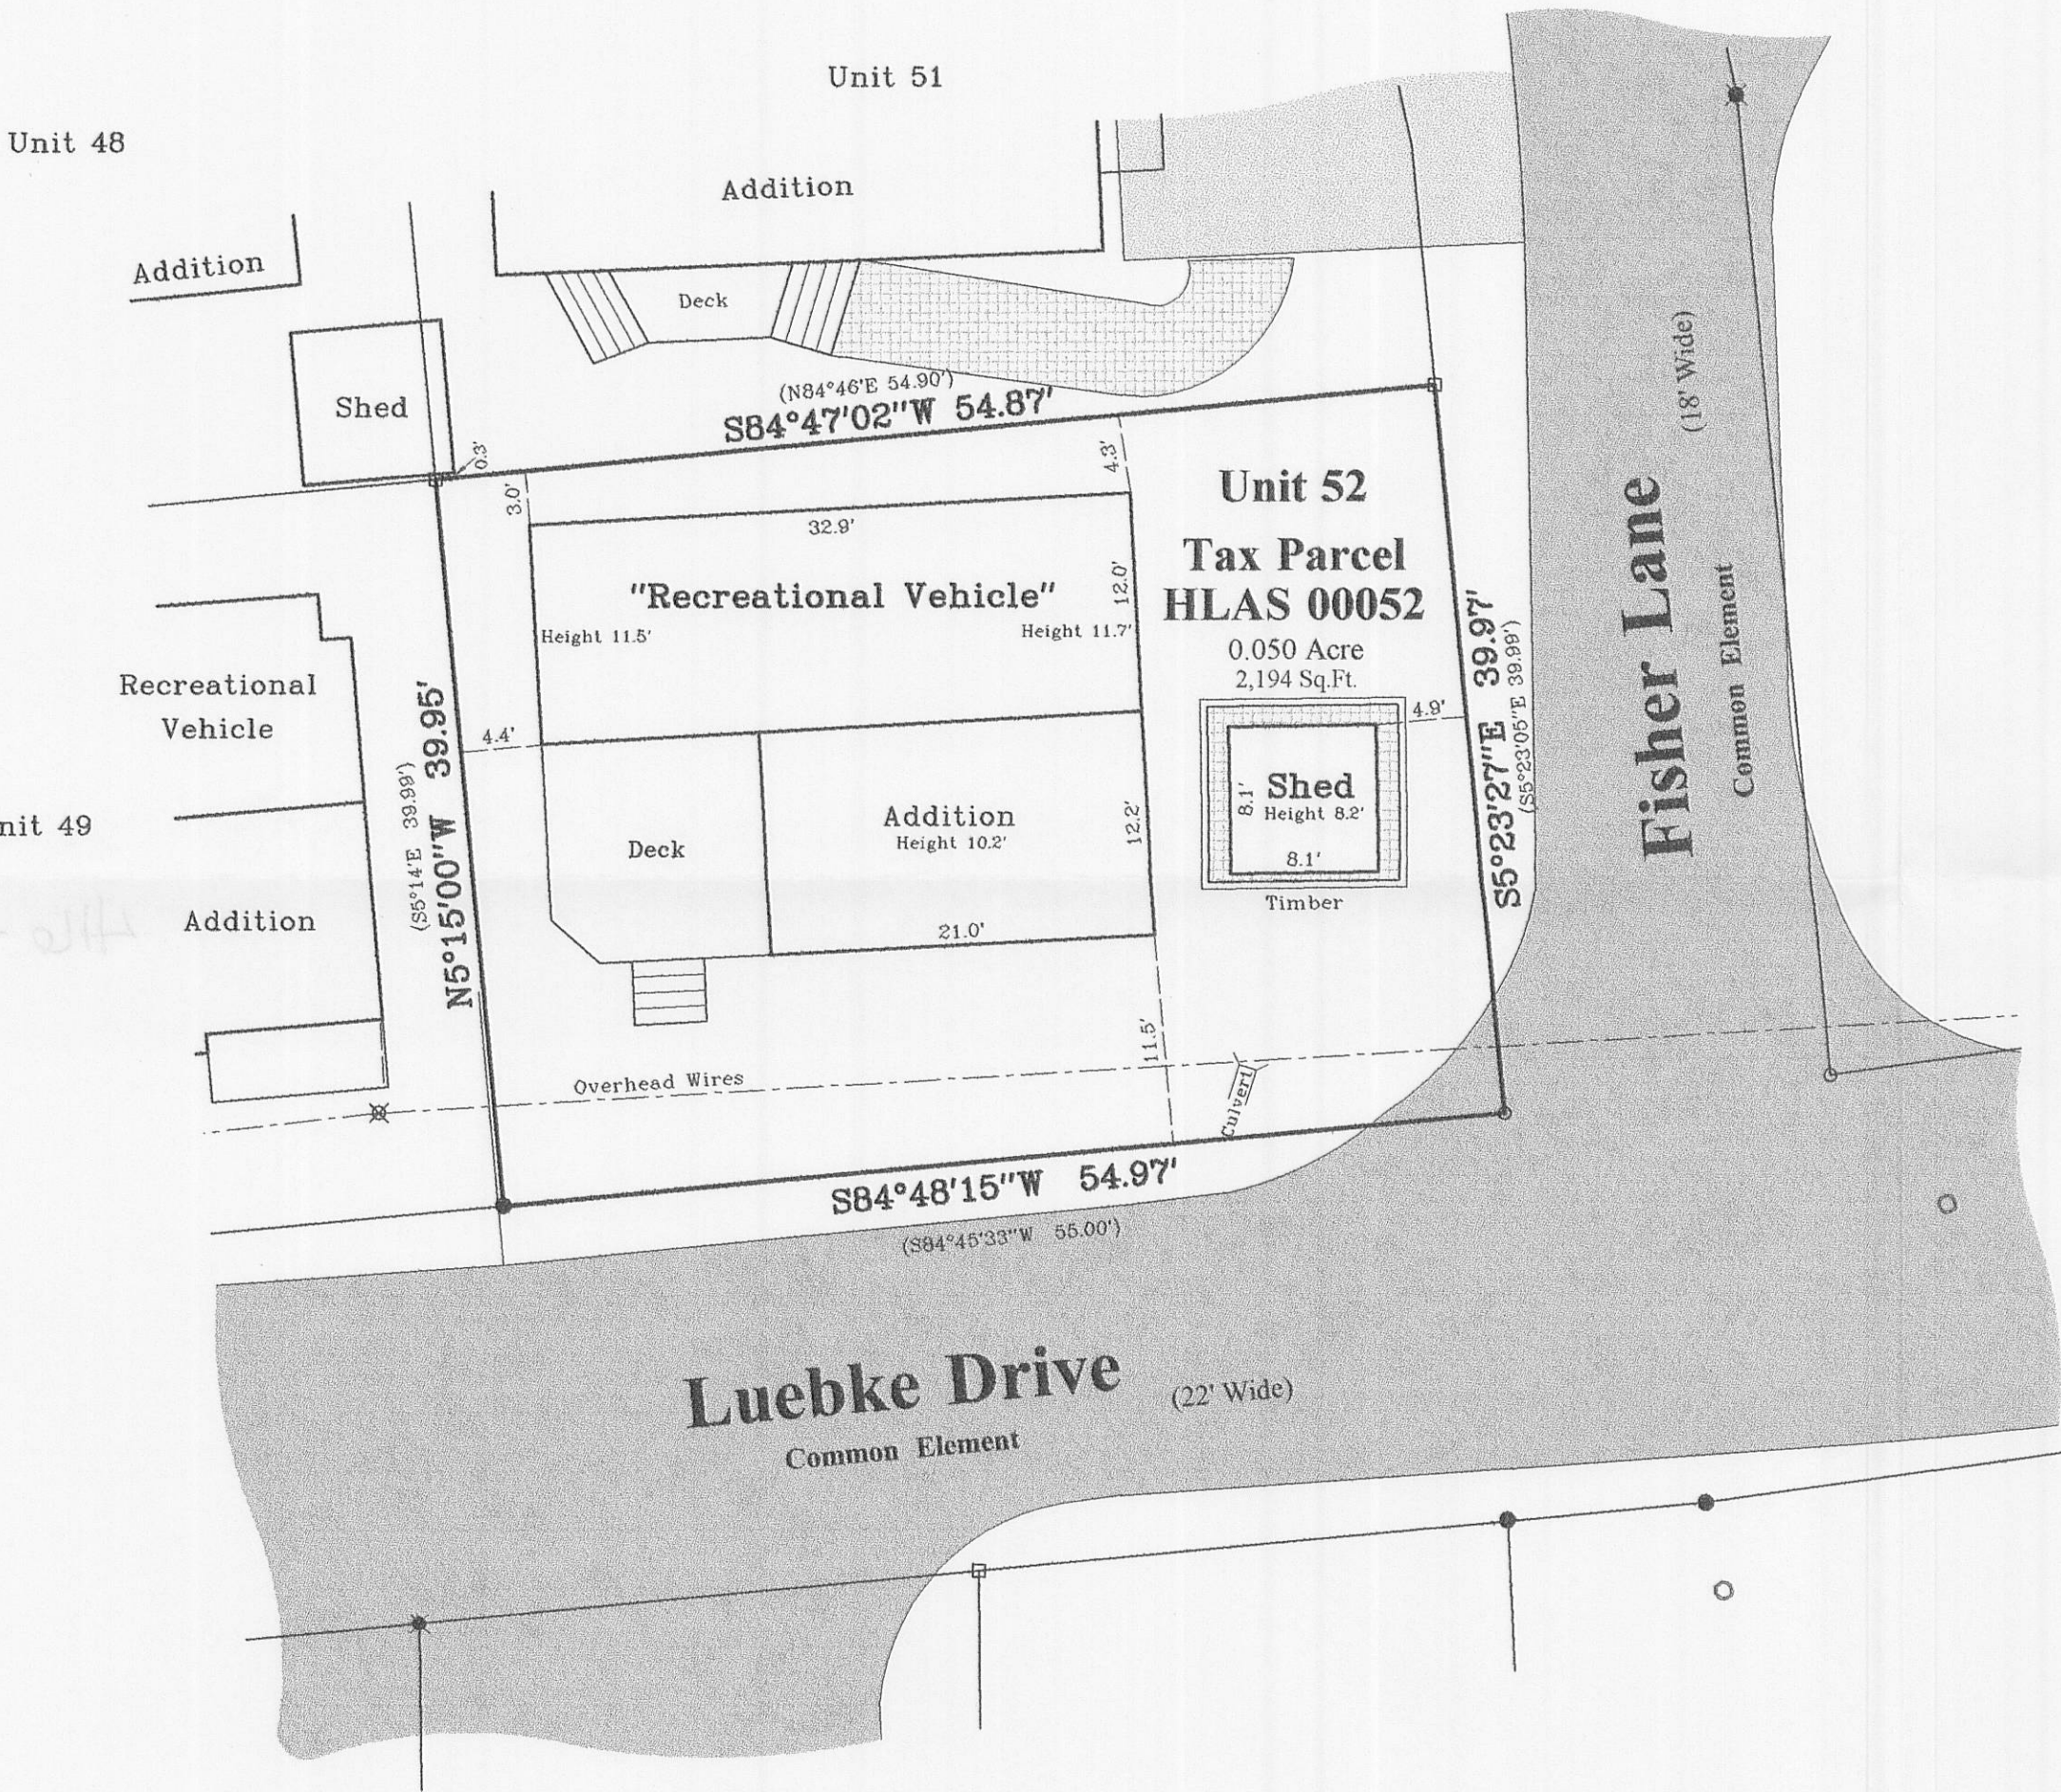 Unit 51
Unit 48
Addition
Addition
Deck
Shed
(N84°46'E 54.90')
S84°47'02"W 54.87'
0.3'
3.0'
4.3'
Unit 52
Tax Parcel
HLAS 00052
0.050 Acre
2,194 Sq.Ft.
32.9'
"Recreational Vehicle"
12.0'
Height 11.5'
Height 11.7'
Recreational
Vehicle
4.4'
4.9'
(S5°14'E 39.99')
N5°15'00"W 39.95'
S5°23'27"E 39.97'
(S5°23'05"E 39.99')
Fisher Lane
(18' Wide)
Common Element
nit 49
Addition
Deck
Addition
Height 10.2'
12.2'
21.0'
8.1'
Shed
Height 8.2'
8.1'
Timber
11.5'
Overhead Wires
Culvert
S84°48'15"W 54.97'
(S84°45'33"W 55.00')
Luebke Drive
(22' Wide)
Common Element